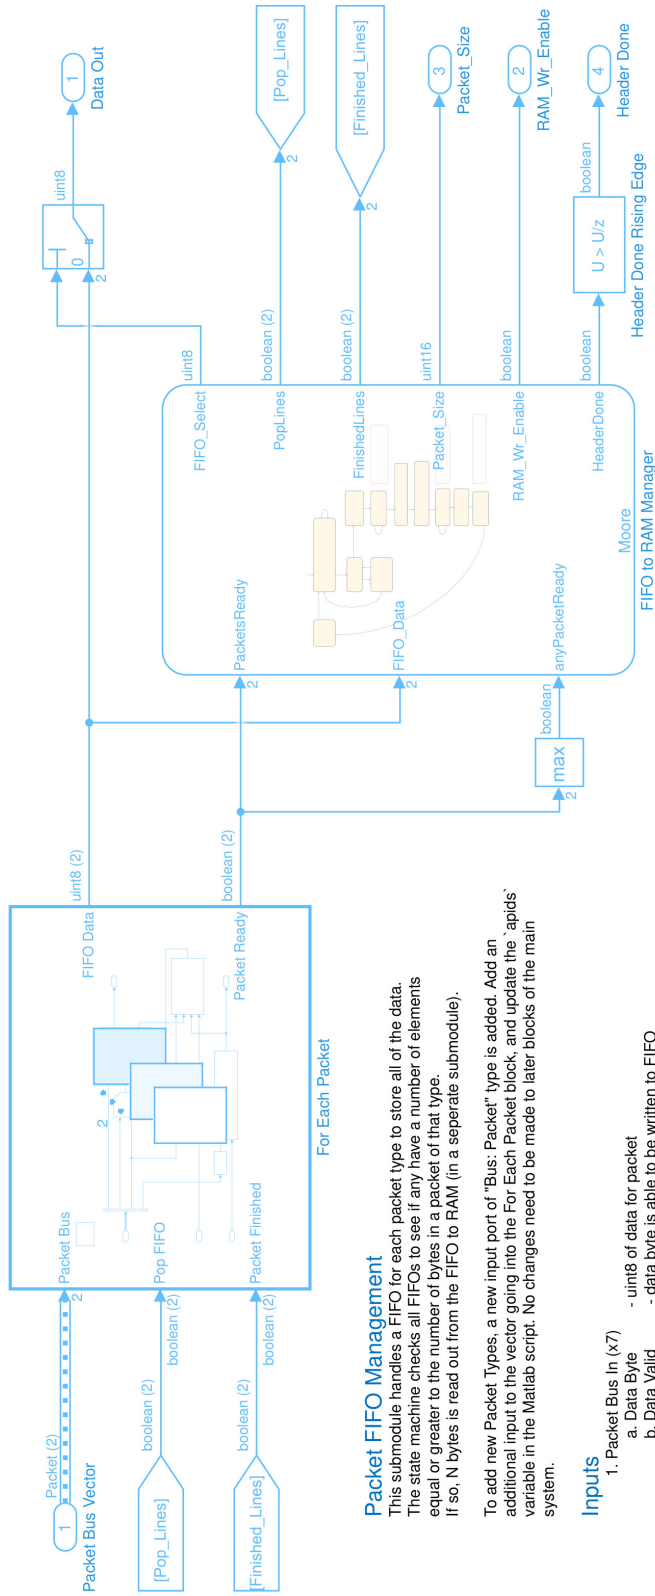 Packet (2)
1
Packet Bus Vector
[Pop_Lines]
boolean (2)
boolean (2)
[Finished_Lines]
boolean (2)
boolean (2)
Packet Bus
2
Pop FIFO
Packet Finished
2
FIFO Data
Packet Ready
For Each Packet
uint8 (2)
boolean (2)
max
2
boolean
PacketsReady
2
FIFO_Data
2
anyPacketReady
FIFO_Select
PopLines
FinishedLines
Packet_Size
RAM_Wr_Enable
HeaderDone
Moore
FIFO to RAM Manager
uint8
boolean (2)
boolean (2)
uint16
boolean
boolean
0
2
uint8
1
Data Out
2
[Pop_Lines]
2
[Finished_Lines]
3
Packet_Size
2
RAM_Wr_Enable
U > U/z
Header Done Rising Edge
boolean
4
Header Done
Packet FIFO Management
This submodule handles a FIFO for each packet type to store all of the data.
The state machine checks all FIFOs to see if any have a number of elements
equal or greater to the number of bytes in a packet of that type.
If so, N bytes is read out from the FIFO to RAM (in a seperate submodule).
To add new Packet Types, a new input port of "Bus: Packet" type is added. Add an
additional input to the vector going into the For Each Packet block, and update the `apids`
variable in the Matlab script. No changes need to be made to later blocks of the main
system.
Inputs
1. Packet Bus In (x7)
a. Data Byte - uint8 of data for packet
b. Data Valid - data byte is able to be written to FIFO